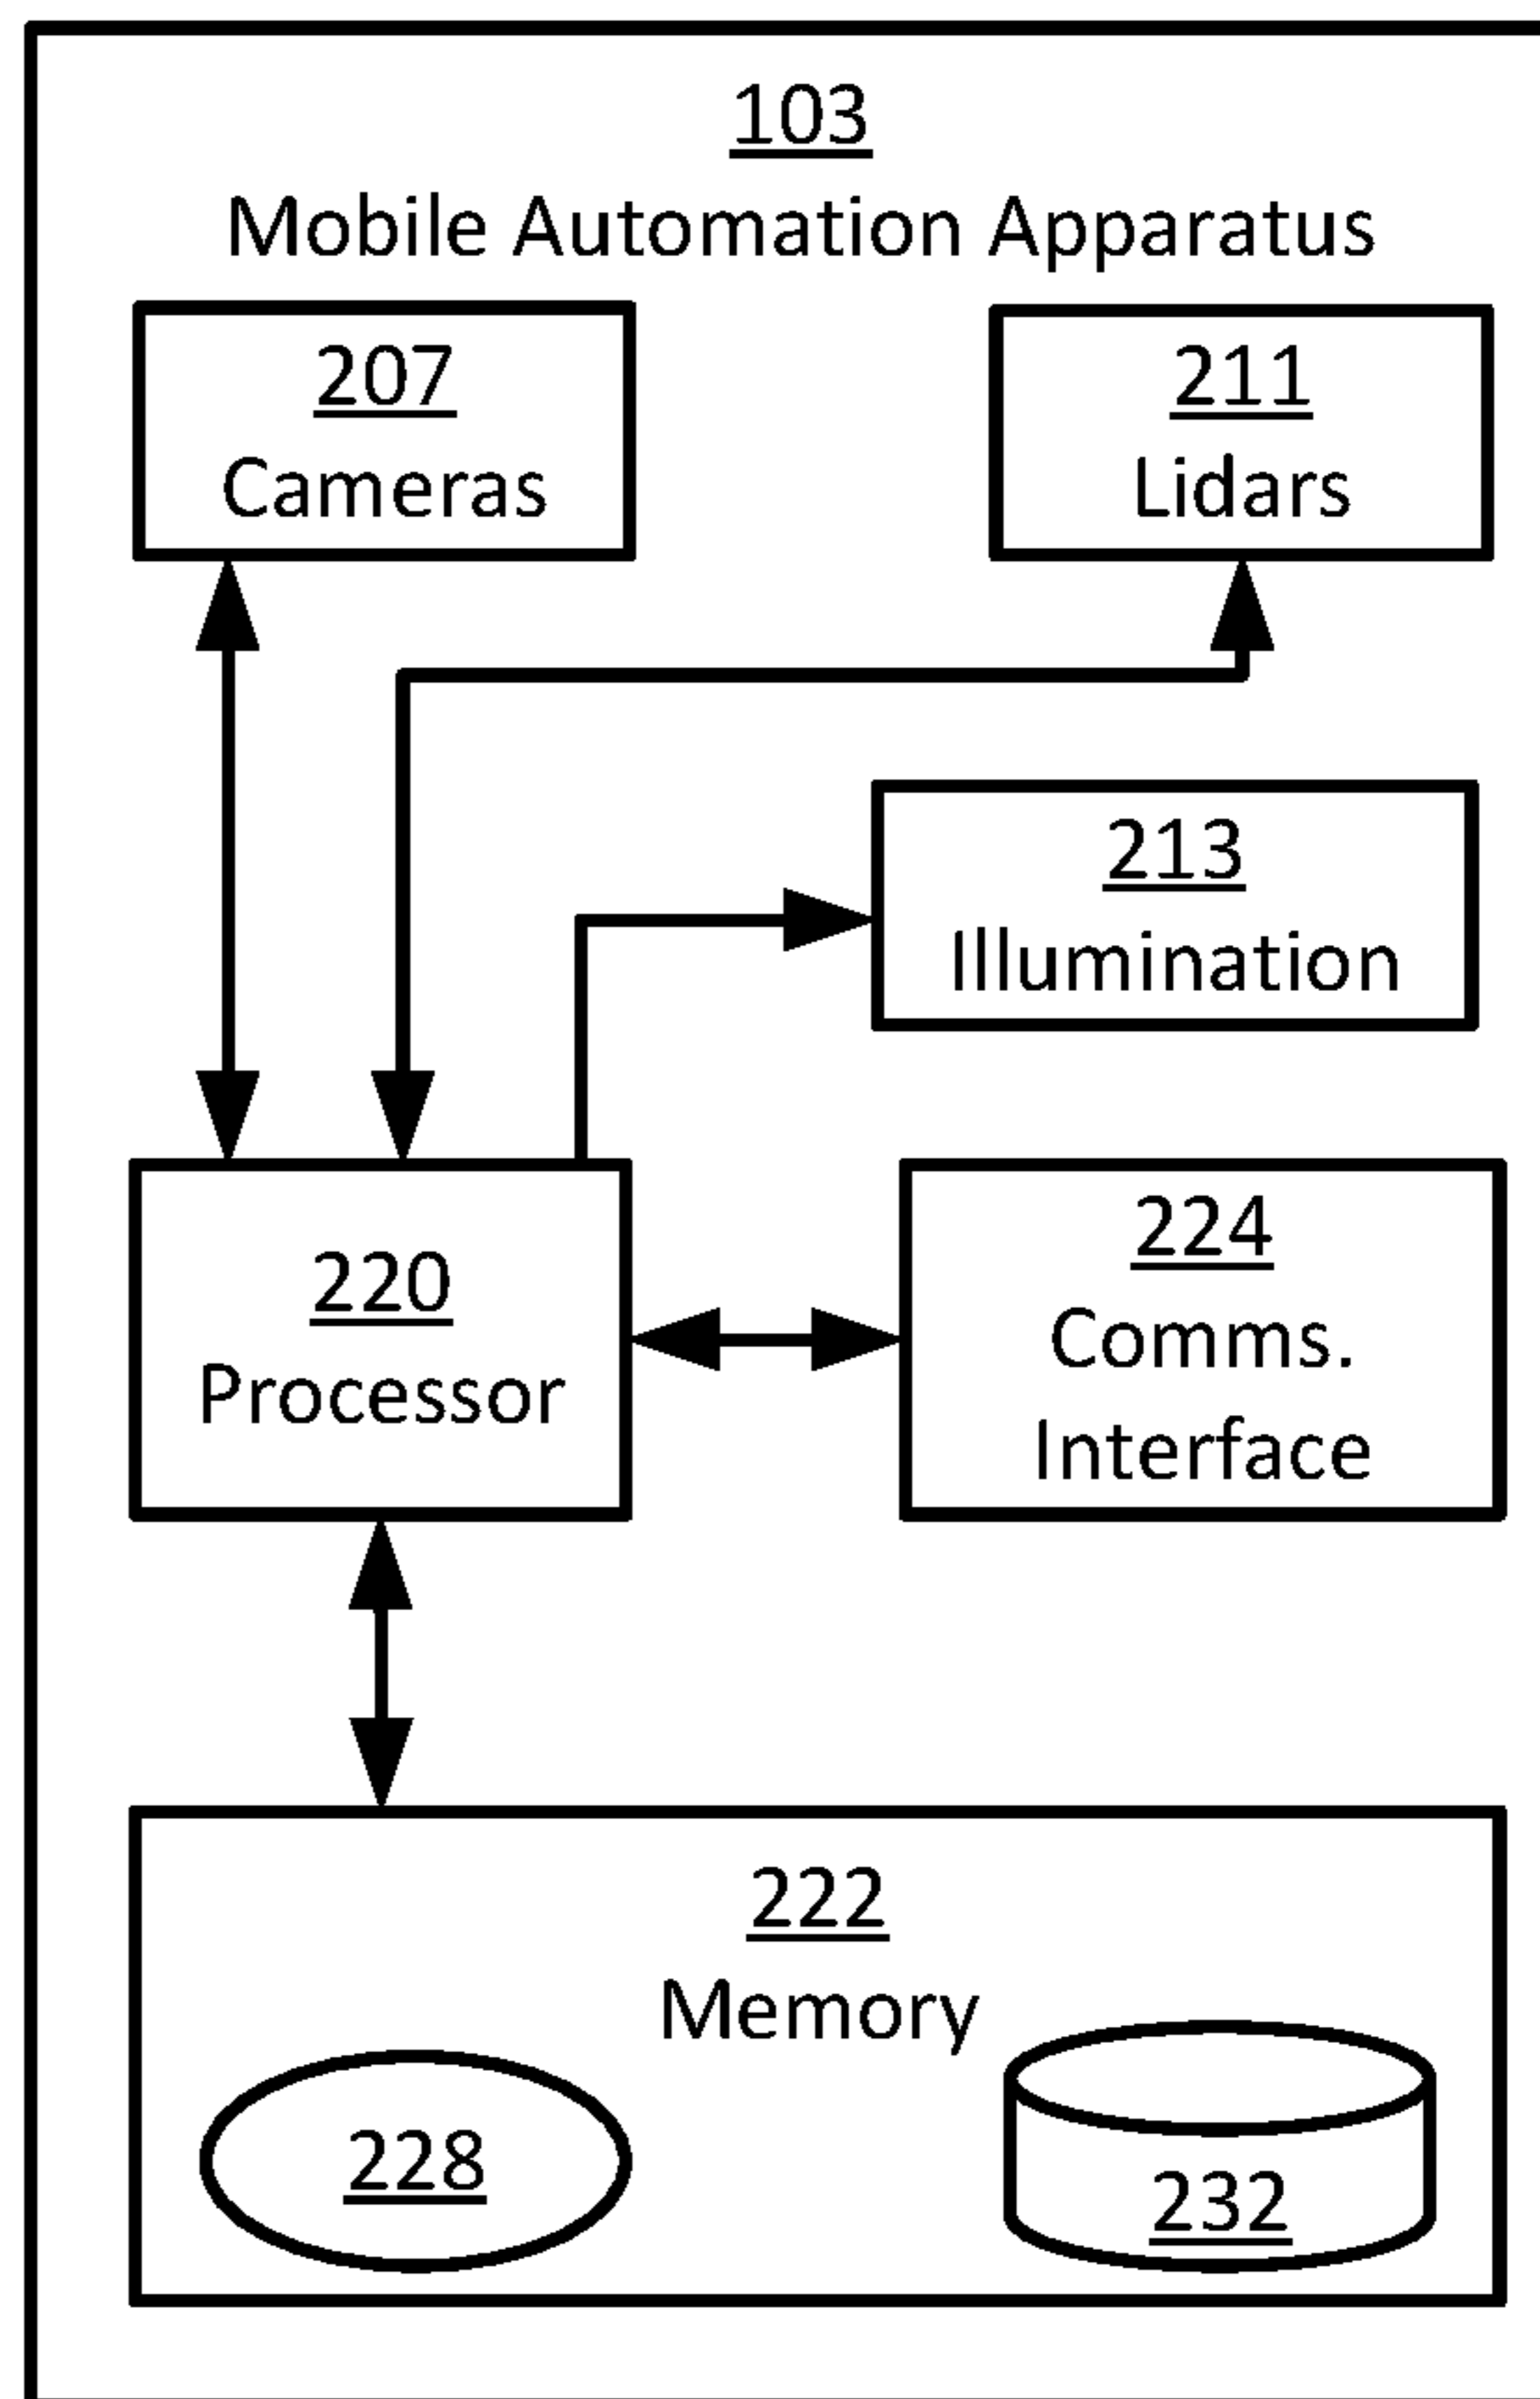 103
Mobile Automation Apparatus
207
Cameras
211
Lidars
213
Illumination
220
Processor
224
Comms.
Interface
222
Memory
228
232